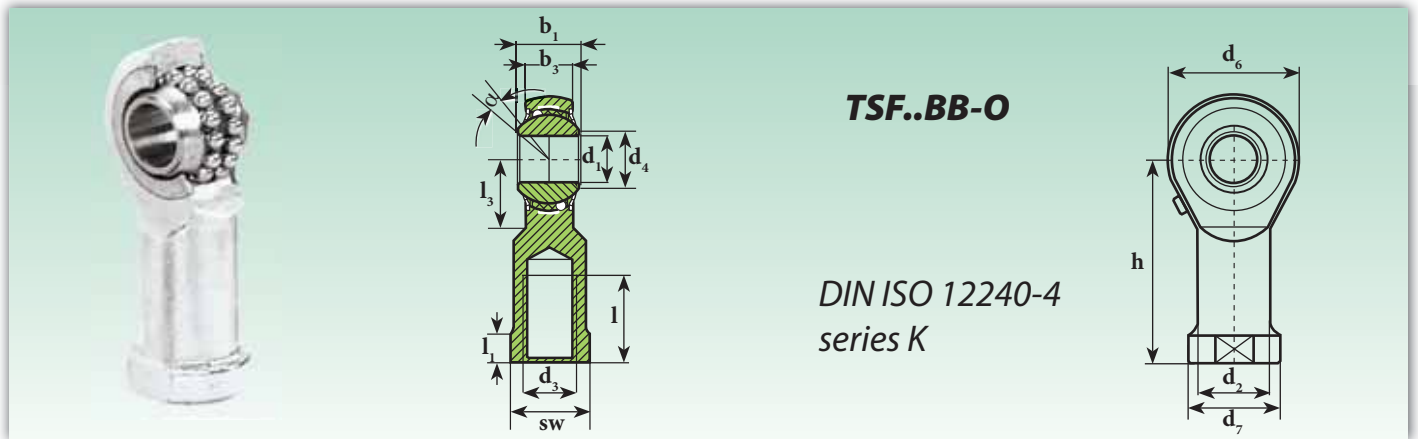 b₁
b₃
α
d₁
d₄
l₃
l
l₁
d₃
sw
TSF..BB-O
DIN ISO 12240-4
series K
d₆
h
d₂
d₇